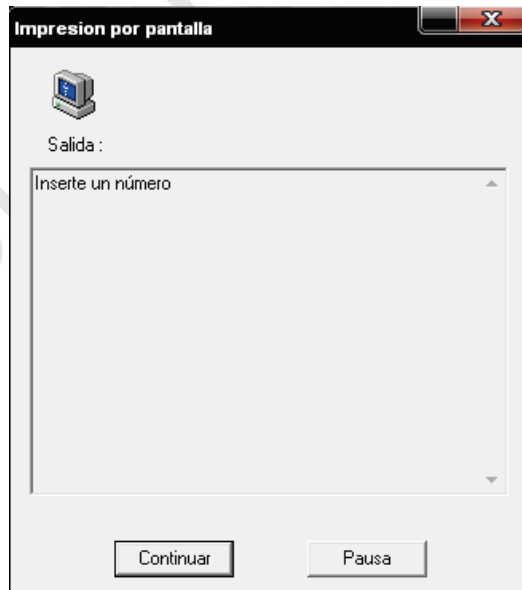 Impresion por pantalla
Salida :
Inserte un número
Continuar
Pausa